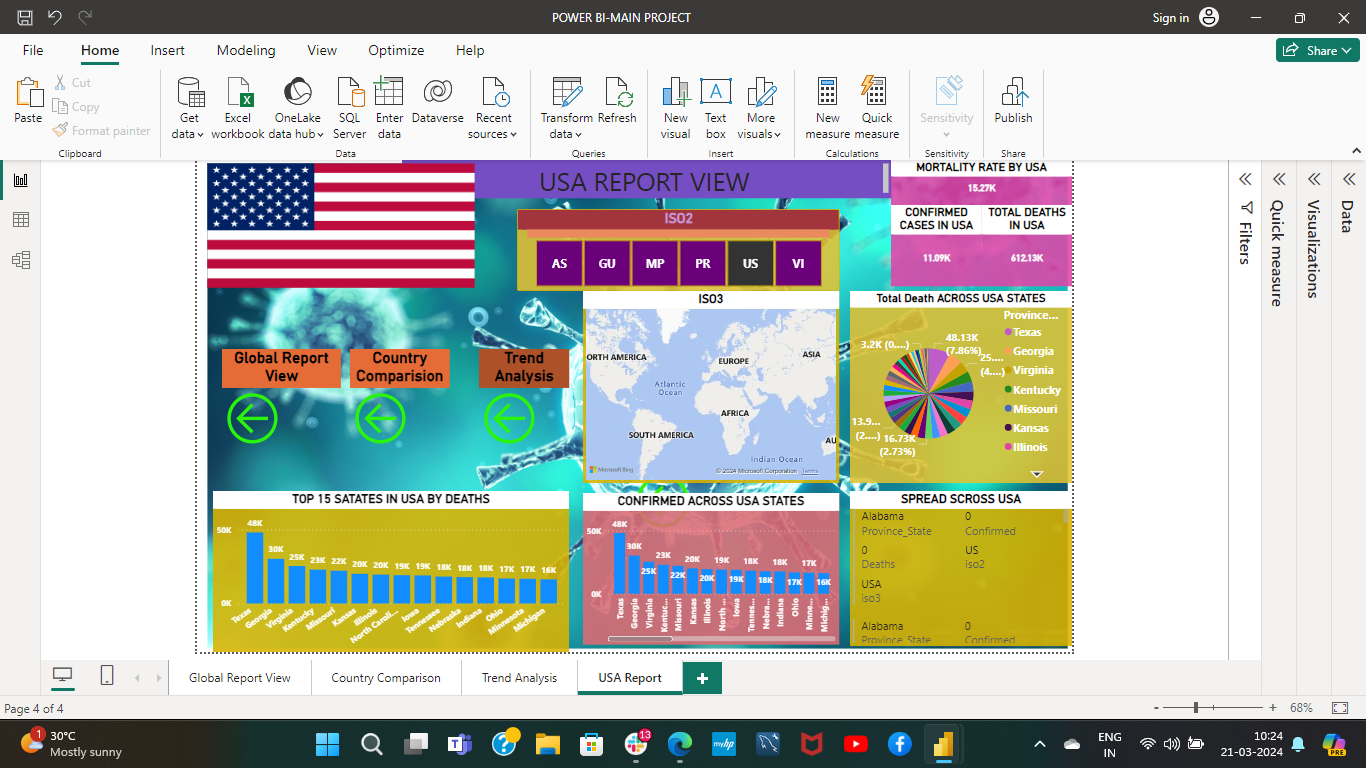 POWER BI-MAIN PROJECT
Sign in
File
Home
Insert
Modeling
View
Optimize
Help
Share
Paste
Cut
Copy
Format painter
Clipboard
Get
data
Excel
workbook
OneLake
data hub
SQL
Server
Enter
data
Dataverse
Recent
sources
Data
Transform
data
Refresh
Queries
New
visual
Text
box
More
visuals
Insert
New
measure
Quick
measure
Calculations
Sensitivity
Sensitivity
Publish
Share
USA REPORT VIEW
MORTALITY RATE BY USA
15.27K
CONFIRMED
CASES IN USA
TOTAL DEATHS
IN USA
11.09K
612.13K
ISO2
AS
GU
MP
PR
US
VI
Global Report
View
Country
Comparision
Trend
Analysis
ISO3
ORTH AMERICA
EUROPE
ASIA
Atlantic
Ocean
AFRICA
SOUTH AMERICA
AU
Indian Ocean
Microsoft Bing
© 2024 Microsoft Corporation Terms
Total Death ACROSS USA STATES
Province...
Texas
Georgia
Virginia
Kentucky
Missouri
Kansas
Illinois
3.2K (0....)
48.13K
(7.86%)
25....
(4....)
13.9...
(2....)
16.73K
(2.73%)
TOP 15 SATATES IN USA BY DEATHS
50K
0K
48K
30K
25K
23K
22K
20K
20K
19K
19K
18K
18K
18K
17K
17K
16K
Texas
Georgia
Virginia
Kentucky
Missouri
Kansas
Illinois
North Caroli...
Iowa
Tennessee
Nebraska
Indiana
Ohio
Minnesota
Michigan
CONFIRMED ACROSS USA STATES
50K
0K
48K
30K
25K
23K
22K
20K
20K
19K
19K
18K
18K
18K
17K
17K
16K
Texas
Georgia
Virginia
Kentuc...
Missouri
Kansas
Illinois
North ...
Iowa
Tennes...
Nebra...
Indiana
Ohio
Minne...
Michig...
SPREAD SCROSS USA
Alabama
Province_State
0
Confirmed
0
Deaths
US
iso2
USA
iso3
Alabama
Province_State
0
Confirmed
Filters
Quick measure
Visualizations
Data
Global Report View
Country Comparison
Trend Analysis
USA Report
Page 4 of 4
68%
1
30°C
Mostly sunny
13
myhp
ENG
IN
10:24
21-03-2024
PRE